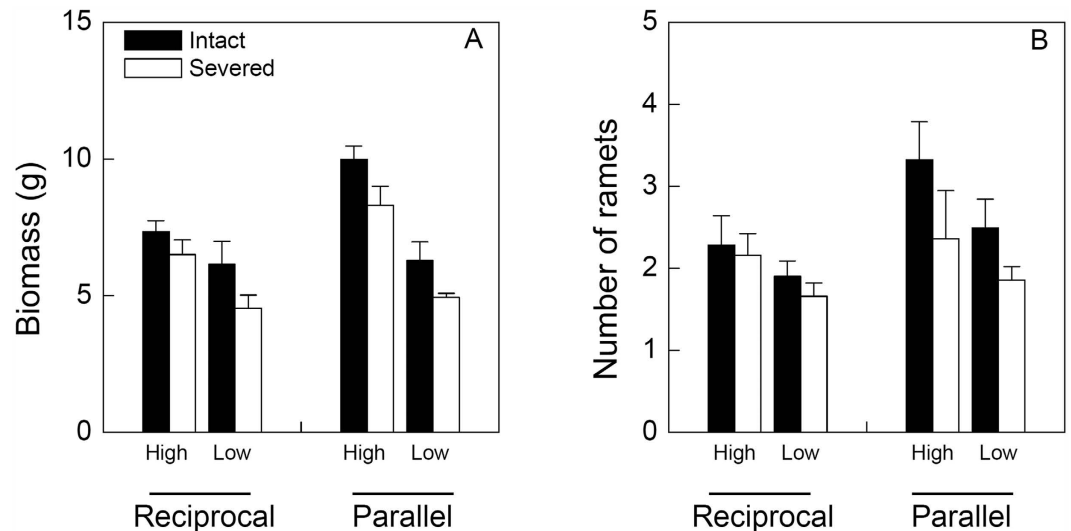 A
Intact
Severed
Biomass (g)
15
10
5
0
High Low High Low
Reciprocal Parallel
B
Number of ramets
5
4
3
2
1
0
High Low High Low
Reciprocal Parallel